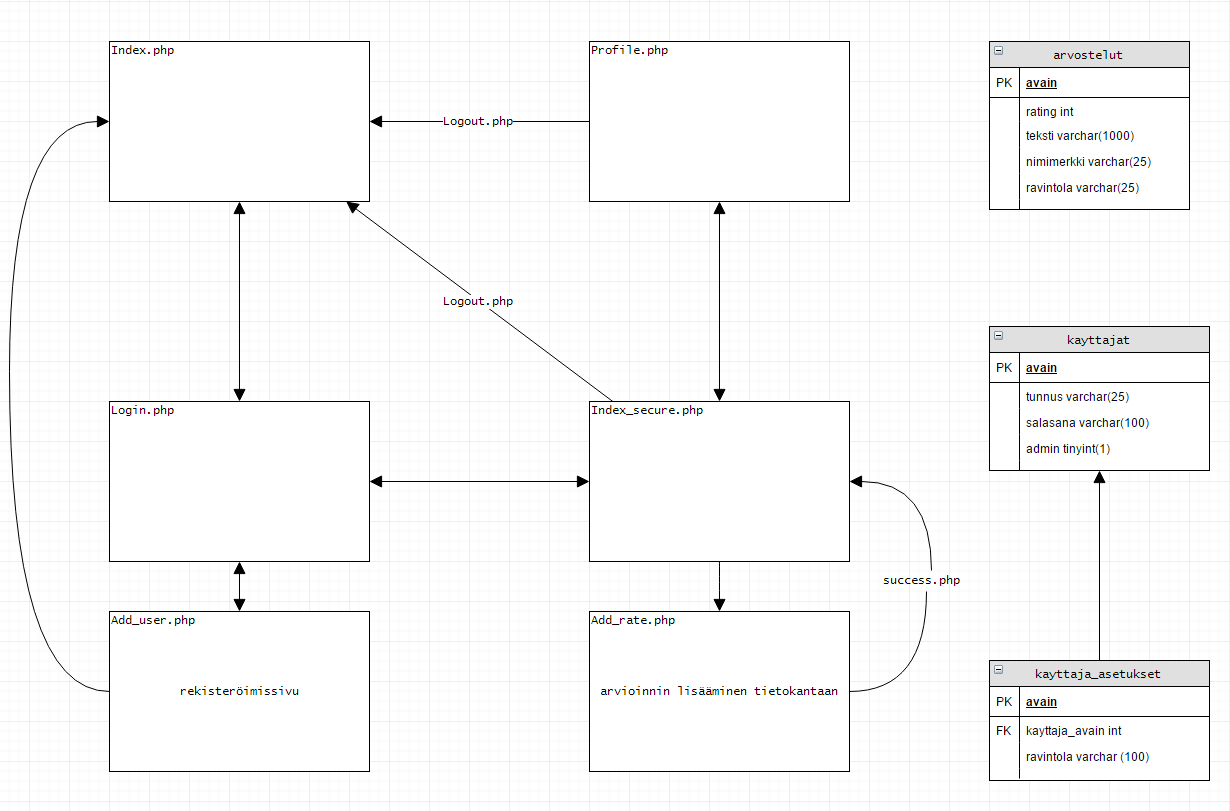 Index.php
Profile.php
Logout.php
Logout.php
Login.php
Index_secure.php
success.php
Add_user.php
rekisteröimissivu
Add_rate.php
arvioinnin lisääminen tietokantaan
arvostelut
PK avain
rating int
teksti varchar(1000)
nimimerkki varchar(25)
ravintola varchar(25)
kayttajat
PK avain
tunnus varchar(25)
salasana varchar(100)
admin tinyint(1)
kayttaja_asetukset
PK avain
FK kayttaja_avain int
ravintola varchar (100)